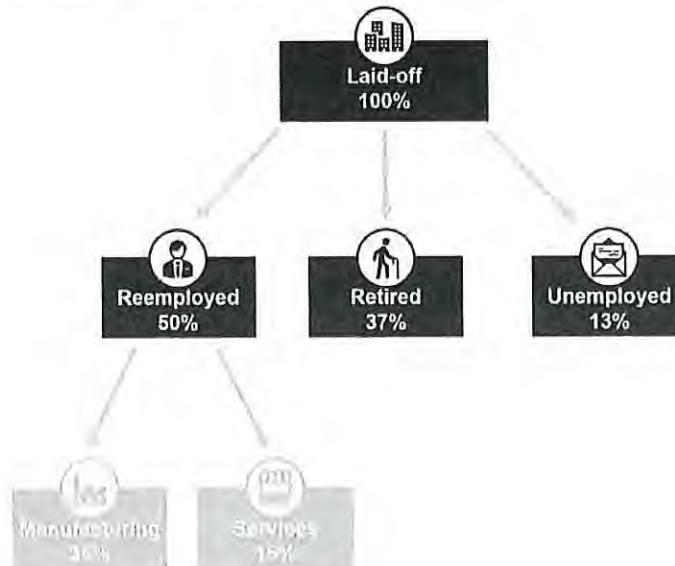 Laid-off
100%
Reemployed
50%
Retired
37%
Unemployed
13%
Manufacturing
Services